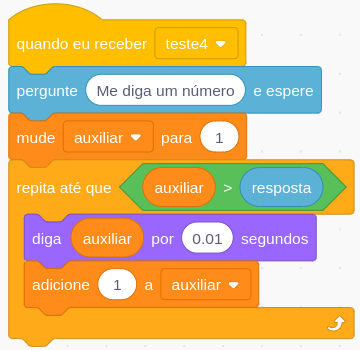 quando eu receber teste4
pergunte Me diga um número e espere
mude auxiliar para 1
repita até que auxiliar > resposta
diga auxiliar por 0.01 segundos
adicione 1 a auxiliar